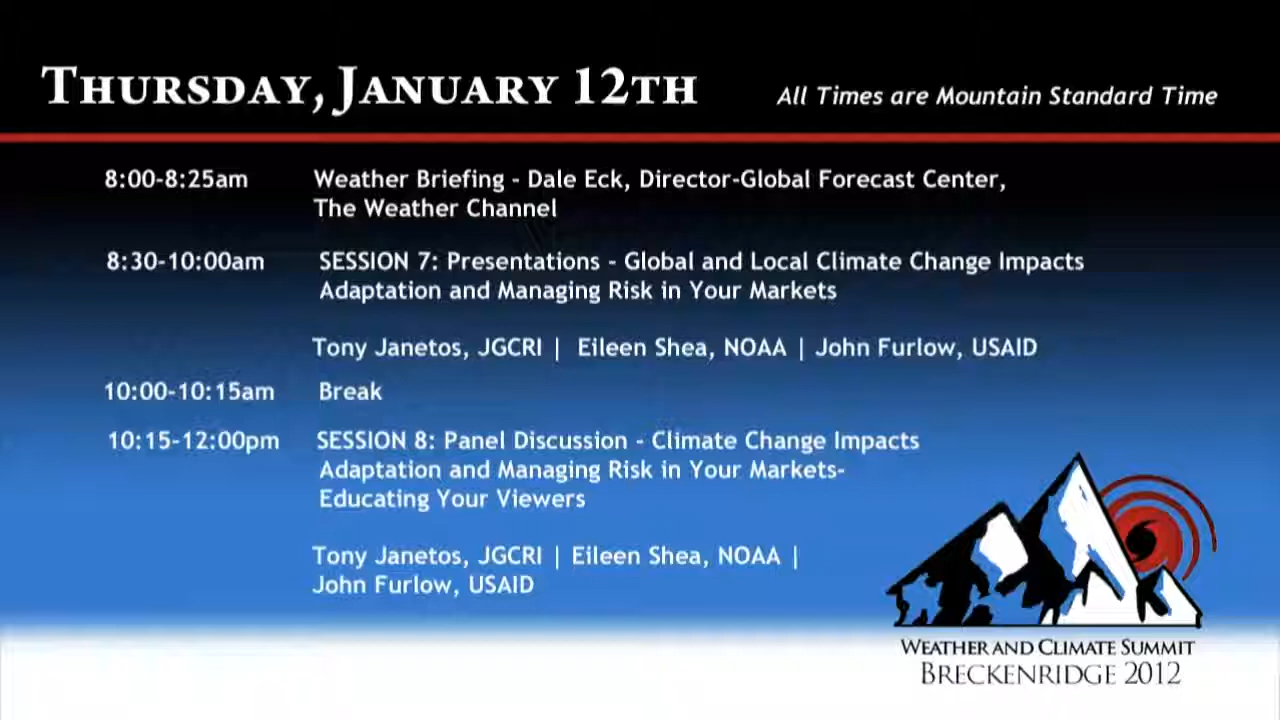 THURSDAY, JANUARY 12TH
All Times are Mountain Standard Time
8:00-8:25am Weather Briefing - Dale Eck, Director-Global Forecast Center,
The Weather Channel
8:30-10:00am SESSION 7: Presentations - Global and Local Climate Change Impacts
Adaptation and Managing Risk in Your Markets
Tony Janetos, JGCRI | Eileen Shea, NOAA | John Furlow, USAID
10:00-10:15am Break
10:15-12:00pm SESSION 8: Panel Discussion - Climate Change Impacts
Adaptation and Managing Risk in Your Markets-
Educating Your Viewers
Tony Janetos, JGCRI | Eileen Shea, NOAA |
John Furlow, USAID
WEATHER AND CLIMATE SUMMIT
BRECKENRIDGE 2012